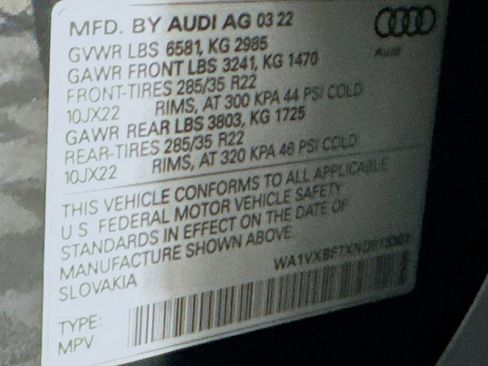 MFD. BY AUDI AG 03 22
GVWR LBS 6581, KG 2985
GAWR FRONT LBS 3241, KG 1470
FRONT-TIRES 285/35 R22
10JX22 RIMS, AT 300 KPA 44 PSI COLD
GAWR REAR LBS 3803, KG 1725
REAR-TIRES 285/35 R22
10JX22 RIMS, AT 320 KPA 46 PSI COLD
Audi
THIS VEHICLE CONFORMS TO ALL APPLICABLE
U.S. FEDERAL MOTOR VEHICLE SAFETY
STANDARDS IN EFFECT ON THE DATE OF
MANUFACTURE SHOWN ABOVE.
SLOVAKIA
TYPE:
MPV